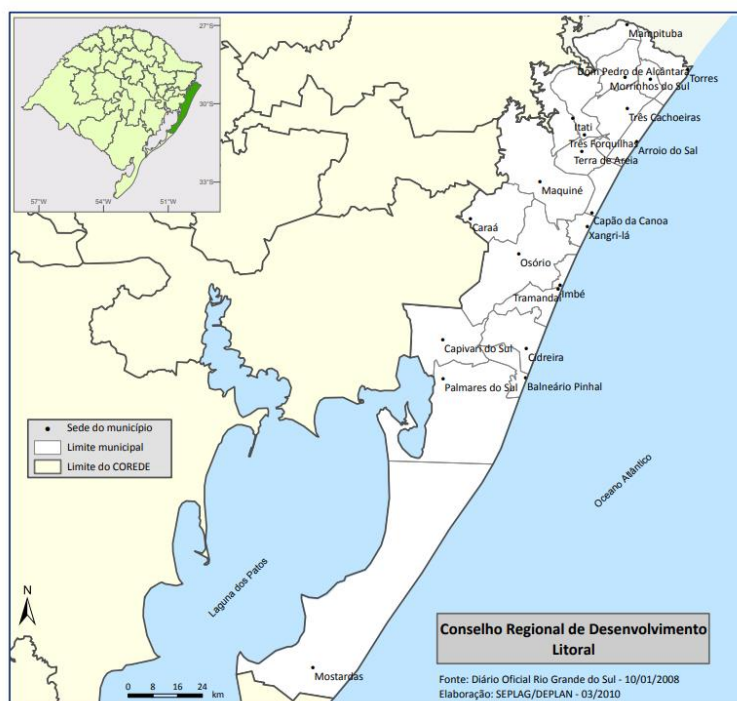 27°S
30°S
33°S
57°W
54°W
51°W
Mampituba
Dom Pedro de Alcântara
Torres
Morrinhos do Sul
Três Cachoeiras
Itati
Três Forquilhas
Arroio do Sal
Terra de Areia
Maquiné
Capão da Canoa
Caraá
Xangri-lá
Osório
Imbé
Tramandaí
Capivari do Sul
Cidreira
Palmares do Sul
Balneário Pinhal
Sede do município
Limite municipal
Limite do COREDE
Oceano Atlântico
Laguna dos Patos
N
Mostardas
0 8 16 24
km
Conselho Regional de Desenvolvimento
Litoral
Fonte: Diário Oficial Rio Grande do Sul - 10/01/2008
Elaboração: SEPLAG/DEPLAN - 03/2010